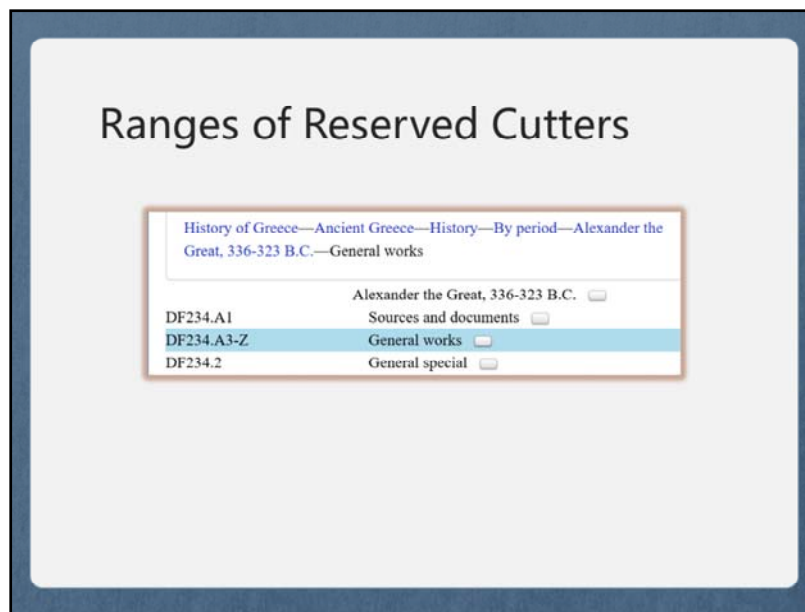 Ranges of Reserved Cutters
History of Greece—Ancient Greece—History—By period—Alexander the
Great, 336-323 B.C.—General works
Alexander the Great, 336-323 B.C.
DF234.A1 Sources and documents
DF234.A3-Z General works
DF234.2 General special